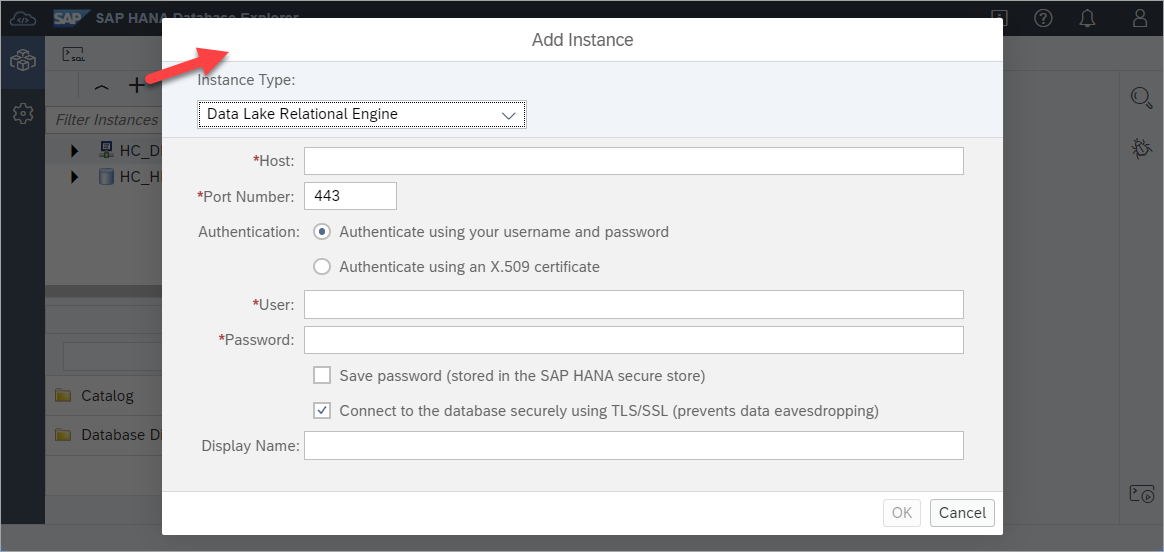 SAP SAP HANA Database Explorer
Add Instance
SQL
Instance Type:
Filter Instances
Data Lake Relational Engine
HC_D
HC_H
*Host:
*Port Number: 443
Authentication: Authenticate using your username and password
Authenticate using an X.509 certificate
*User:
*Password:
Save password (stored in the SAP HANA secure store)
Catalog
Connect to the database securely using TLS/SSL (prevents data eavesdropping)
Database Di
Display Name:
OK Cancel